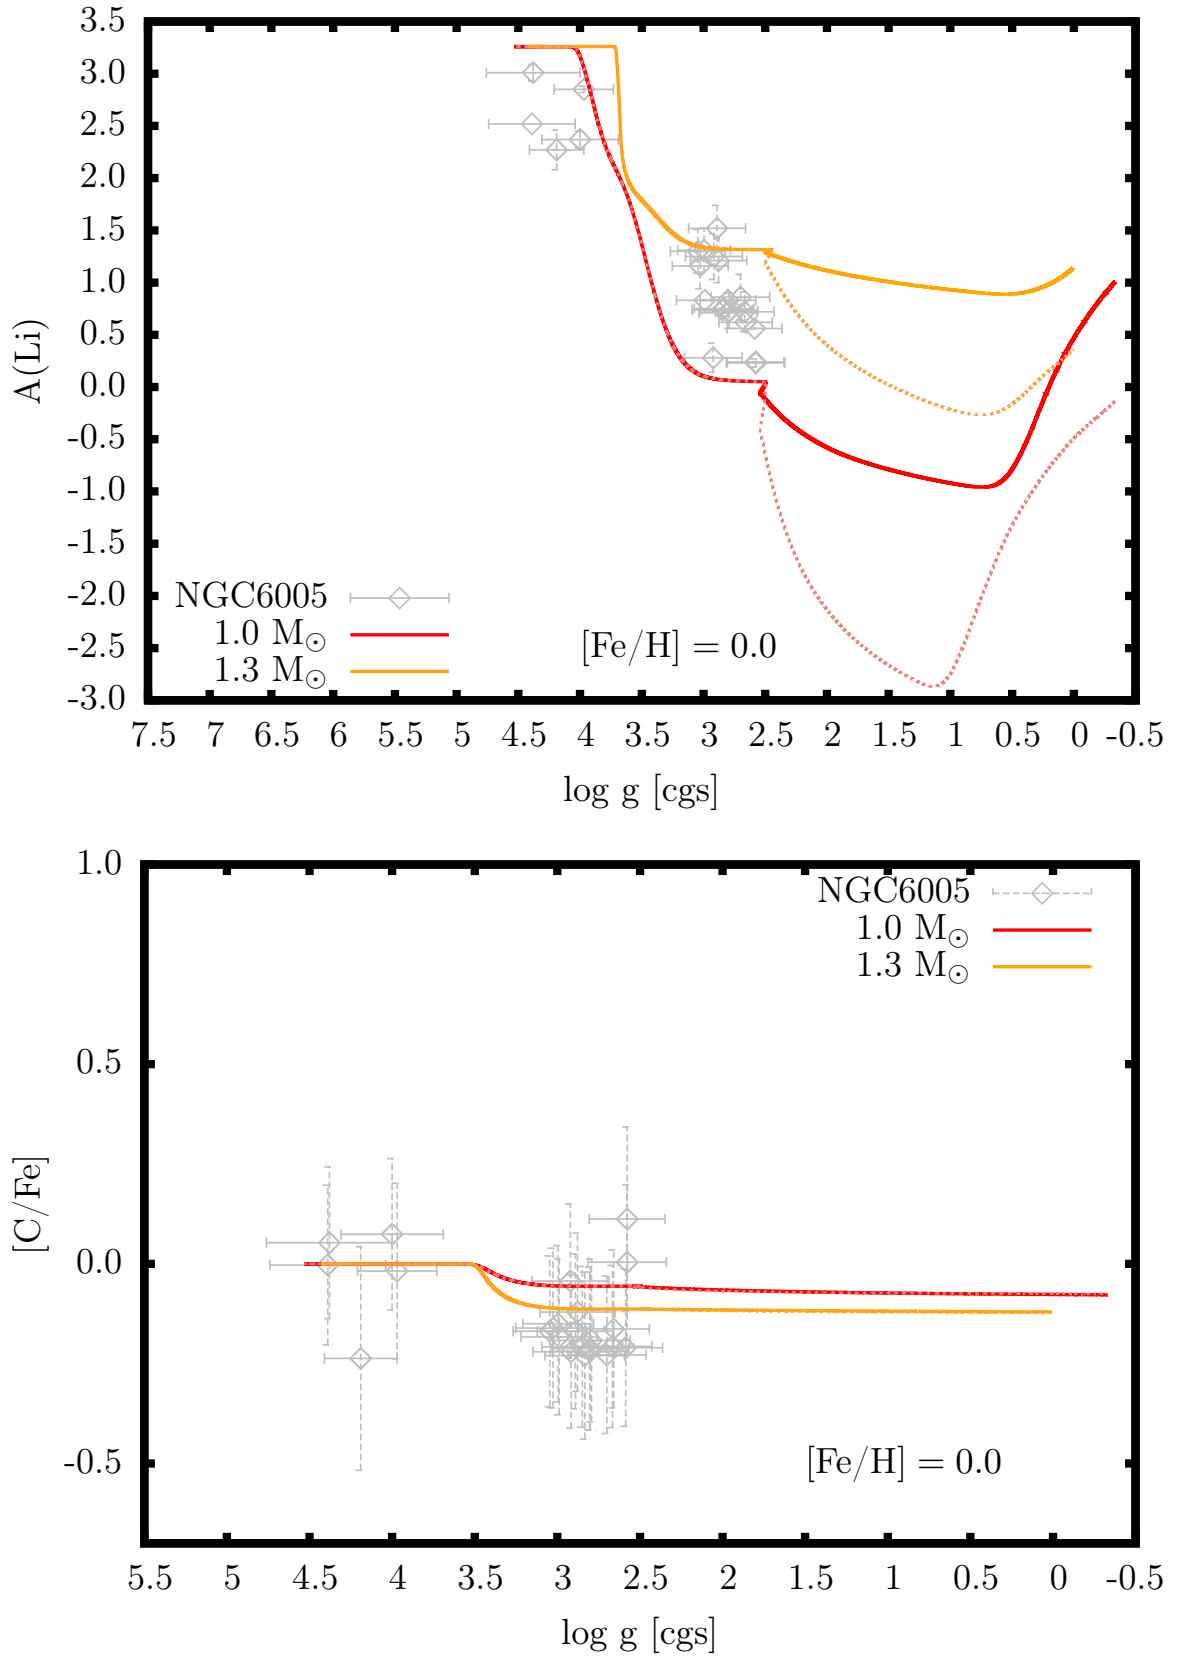 3.5
3.0
2.5
2.0
1.5
1.0
0.5
0.0
-0.5
-1.0
-1.5
-2.0
-2.5
-3.0
A(Li)
NGC6005
1.0 M☉
1.3 M☉
[Fe/H] = 0.0
7.5 7 6.5 6 5.5 5 4.5 4 3.5 3 2.5 2 1.5 1 0.5 0 -0.5
log g [cgs]
1.0
0.5
0.0
-0.5
[C/Fe]
NGC6005
1.0 M☉
1.3 M☉
[Fe/H] = 0.0
5.5 5 4.5 4 3.5 3 2.5 2 1.5 1 0.5 0 -0.5
log g [cgs]